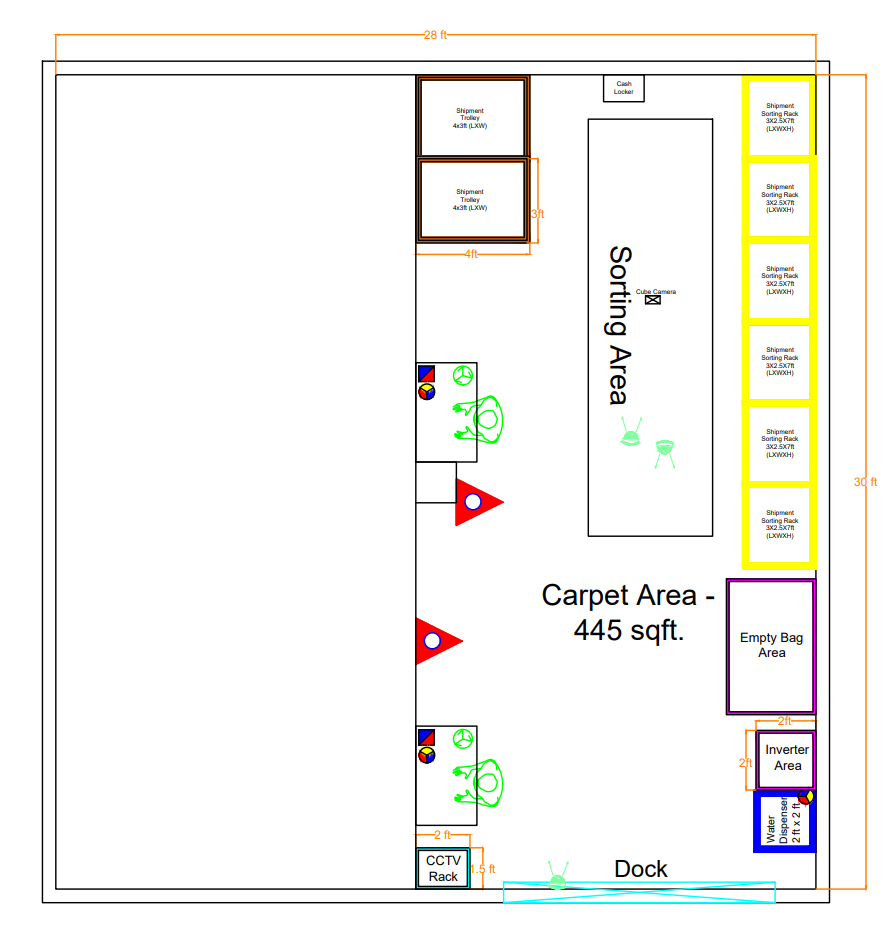 28 ft
Cash
Locker
Shipment
Trolley
4x3ft (LXW)
Shipment
Sorting Rack
3X2.5X7ft
(LXWXH)
Shipment
Trolley
4x3ft (LXW)
3ft
4ft
Shipment
Sorting Rack
3X2.5X7ft
(LXWXH)
Sorting Area
Cube Camera
Shipment
Sorting Rack
3X2.5X7ft
(LXWXH)
Shipment
Sorting Rack
3X2.5X7ft
(LXWXH)
Shipment
Sorting Rack
3X2.5X7ft
(LXWXH)
30 ft
Shipment
Sorting Rack
3X2.5X7ft
(LXWXH)
Carpet Area -
445 sqft.
Empty Bag
Area
2ft
2ft
Inverter
Area
Water
Dispenser
2 ft x 2 ft
2 ft
CCTV
Rack
1.5 ft
Dock